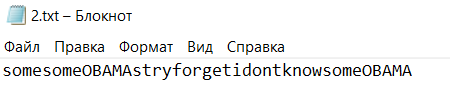 2.txt – Блокнот
Файл Правка Формат Вид Справка
somesomeOBAMAstryforgetidontknowsomeOBAMA